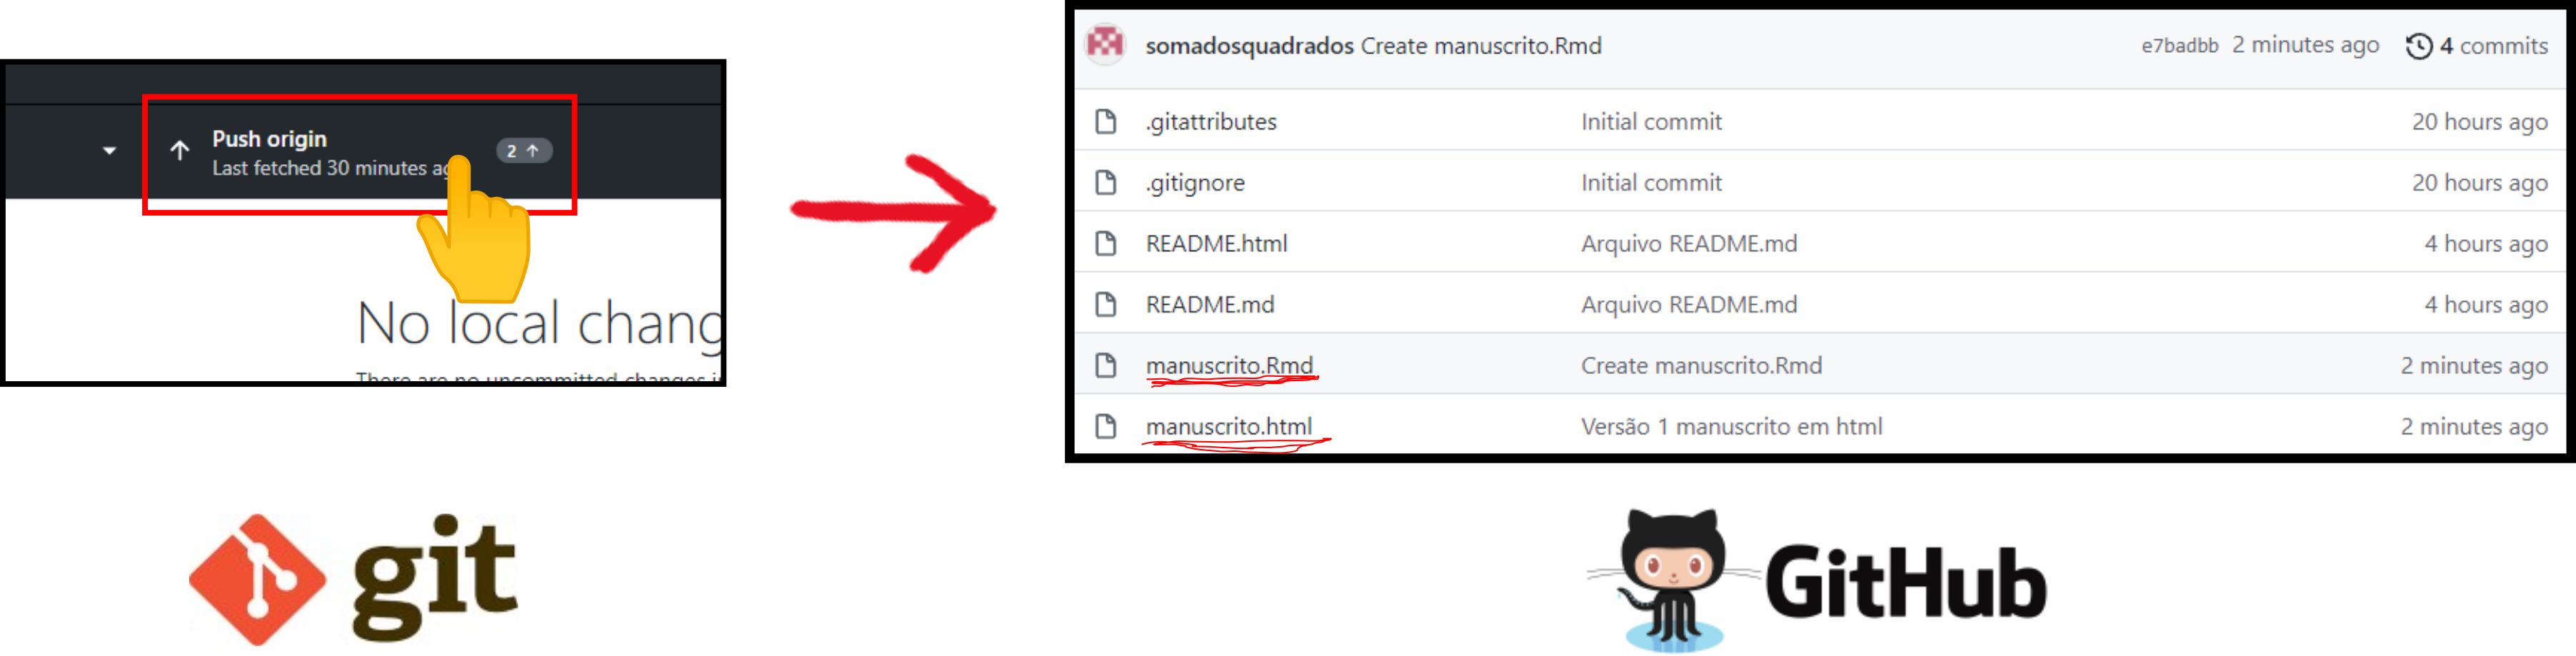 Push origin
Last fetched 30 minutes
2
No local chang
There are no uncommitted changes
git
somadosquadrados Create manuscrito.Rmd e7badbb 2 minutes ago 4 commits
.gitattributes Initial commit 20 hours ago
.gitignore Initial commit 20 hours ago
README.html Arquivo README.md 4 hours ago
README.md Arquivo README.md 4 hours ago
manuscrito.Rmd Create manuscrito.Rmd 2 minutes ago
manuscrito.html Versão 1 manuscrito em html 2 minutes ago
GitHub